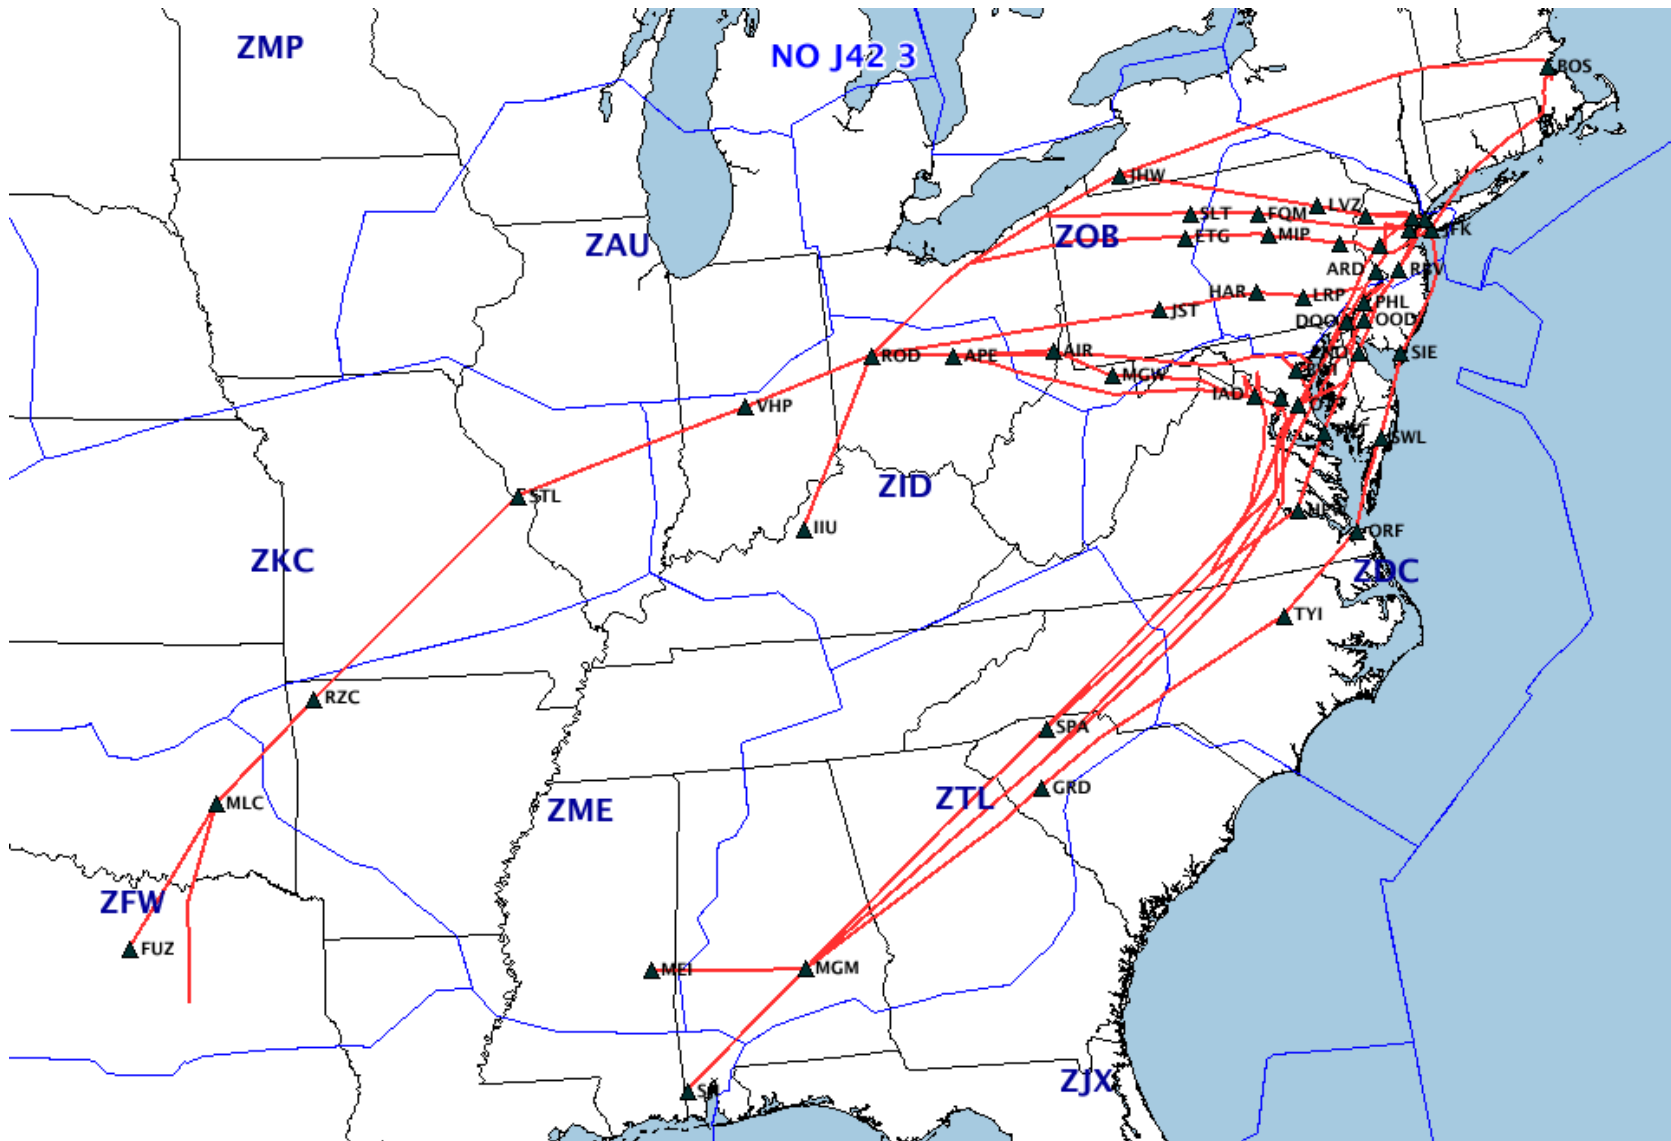 ZMP
NO J42 3
BOS
JHW
LVZ
SLT
FQM
JFK
ZAU
ZOB
ETG
MIP
ARD
RBV
HAR
LRP
PHL
JST
DQO
OOD
ROD
APE
AIR
SIE
MGW
IAD
VHP
SWL
ZID
STL
IIU
ORF
ZKC
ZDC
TYI
RZC
SPA
GRD
MLC
ZME
ZTL
ZFW
FUZ
MEI
MGM
ZJX